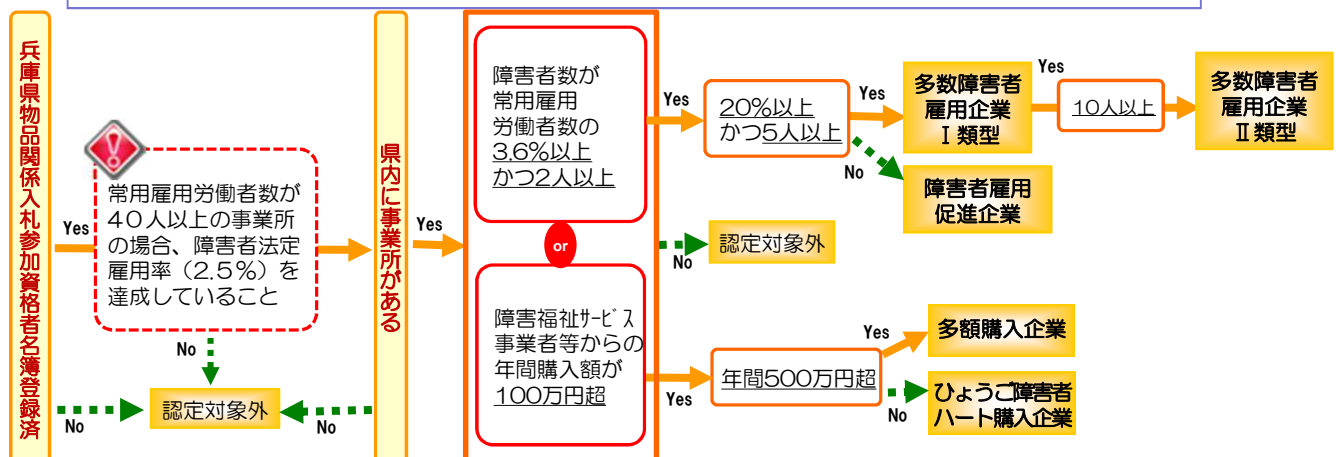 兵庫県物品関係入札参加資格者名簿登録済
Yes
常用雇用労働者数が
40人以上の事業所
の場合、障害者法定
雇用率（2.5％）を
達成していること
No
認定対象外
No
No
県内に事業所がある
Yes
障害者数が
常用雇用
労働者数の
3.6%以上
かつ2人以上
or
障害福祉サービス
事業者等からの
年間購入額が
100万円超
Yes
20%以上
かつ5人以上
Yes
多数障害者
雇用企業
Ⅰ類型
Yes
10人以上
多数障害者
雇用企業
Ⅱ類型
No
障害者雇用
促進企業
No
認定対象外
Yes
年間500万円超
Yes
多額購入企業
No
ひょうご障害者
ハート購入企業